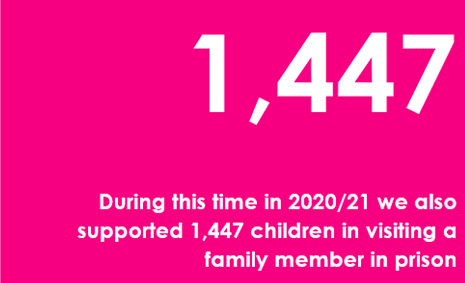 1,447
During this time in 2020/21 we also
supported 1,447 children in visiting a
family member in prison